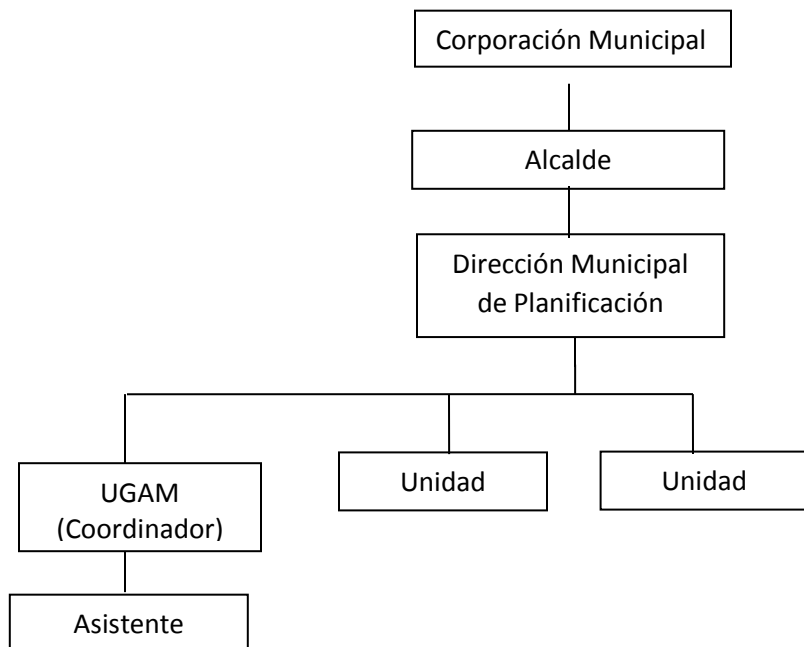 Corporación Municipal
Alcalde
Dirección Municipal
de Planificación
UGAM
(Coordinador)
Unidad
Unidad
Asistente